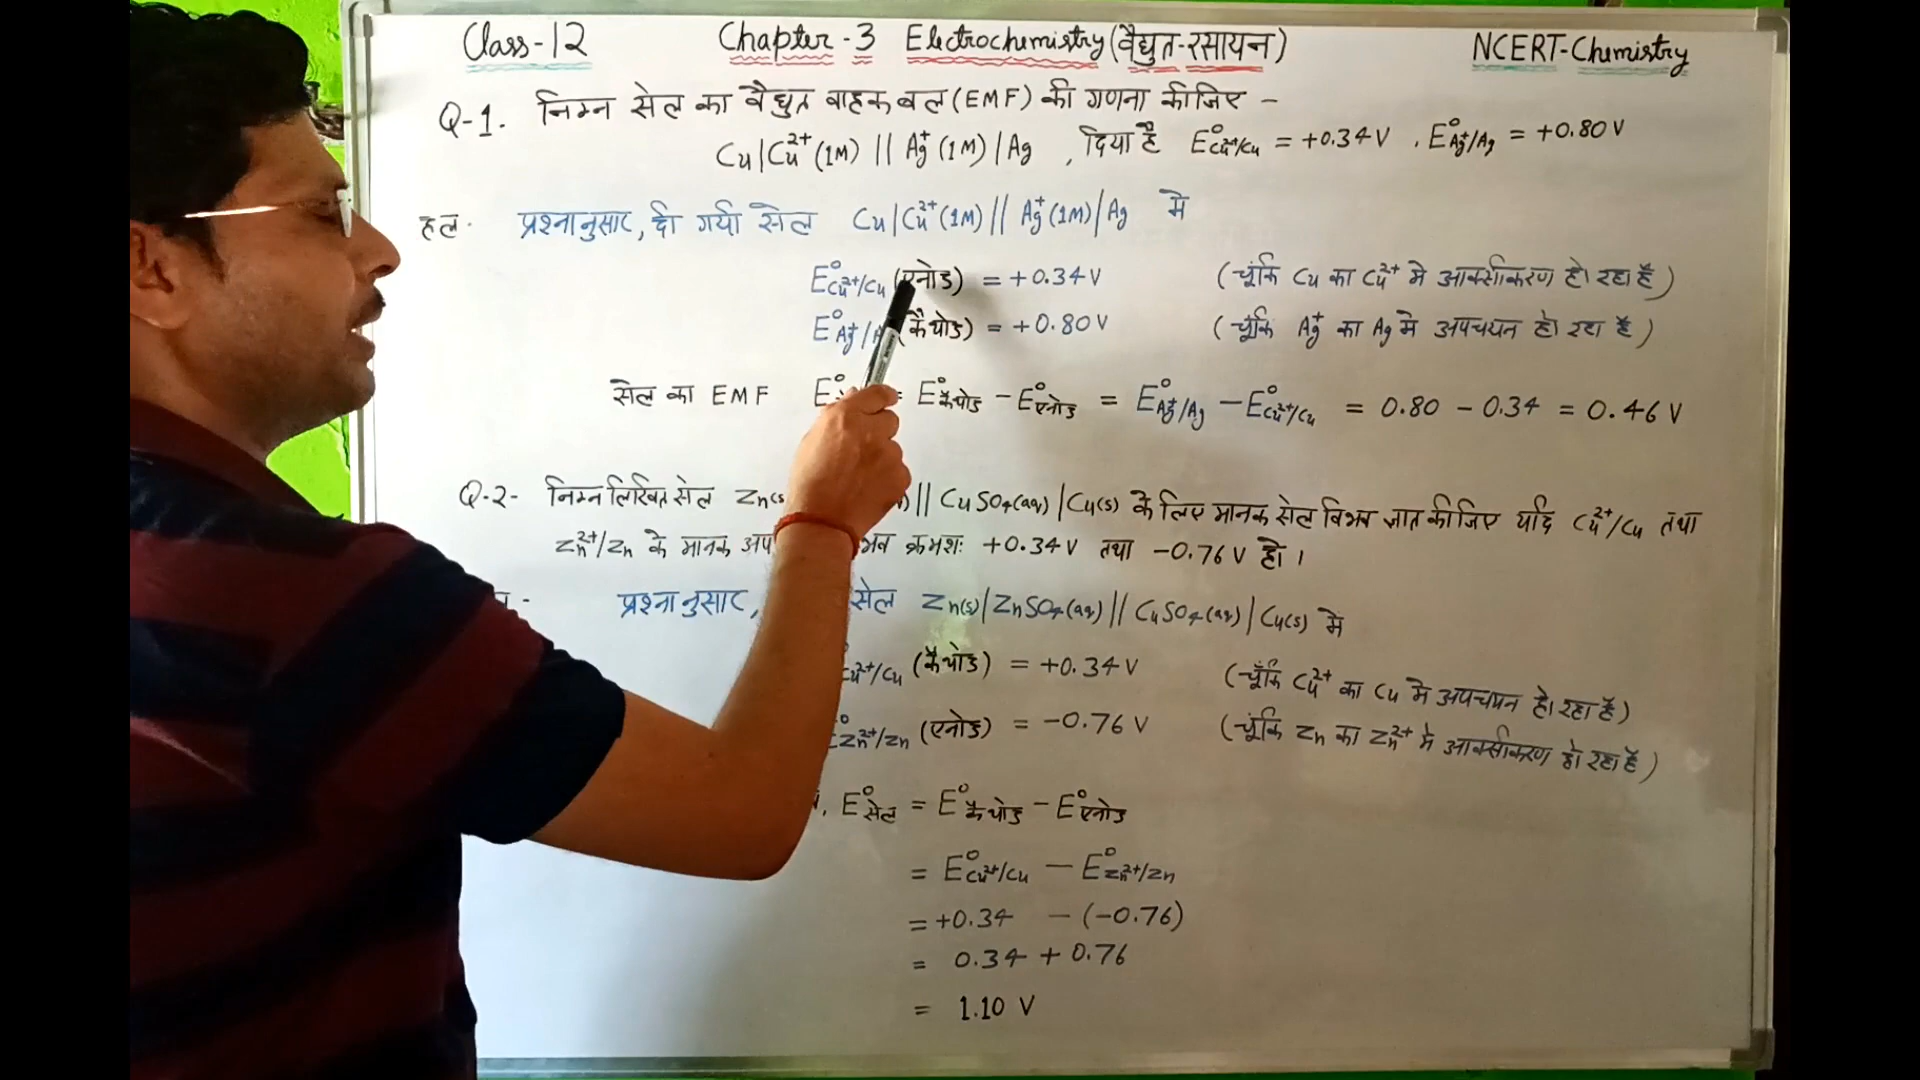 Class-12 Chapter-3 Electrochemistry (वैद्युत-रसायन) NCERT-Chemistry
Q-1. निम्न सेल का वैद्युत वाहक बल (EMF) की गणना कीजिए -
Cu|Cu²⁺(1M) || Ag⁺(1M)|Ag , दिया है E°Cu²⁺/Cu = +0.34V , E°Ag⁺/Ag = +0.80V
हल- प्रश्नानुसार, दी गयी सेल Cu|Cu²⁺(1M)||Ag⁺(1M)|Ag में
E°Cu²⁺/Cu (एनोड) = +0.34V (चूंकि Cu का Cu²⁺ मे आक्सीकरण हो रहा है)
E°Ag⁺/A (कैथोड) = +0.80V (चूंकि Ag⁺ का Ag मे अपचयन हो रहा है)
सेल का EMF E° = E°कैथोड - E°एनोड = E°Ag⁺/Ag - E°Cu²⁺/Cu = 0.80 - 0.34 = 0.46 V
Q-2- निम्नलिखित सेल Zn(s || CuSO₄(aq)|Cu(s) के लिए मानक सेल विभव ज्ञात कीजिए यदि Cu²⁺/Cu तथा
Zn²⁺/Zn के मानक क्रमशः +0.34V तथा -0.76V हो ।
प्रश्नानुसार, सेल Zn(s)|ZnSO₄(aq)||CuSO₄(aq)|Cu(s) मे
Cu²⁺/Cu (कैथोड) = +0.34V (चूँकि Cu²⁺ का Cu मे अपचयन हो रहा है)
E°Zn²⁺/Zn (एनोड) = -0.76V (चूंकि Zn का Zn²⁺ मे आक्सीकरण हो रहा है)
E°सेल = E°कैथोड - E°एनोड
= E°Cu²⁺/Cu - E°Zn²⁺/Zn
= +0.34 - (-0.76)
= 0.34 + 0.76
= 1.10 V